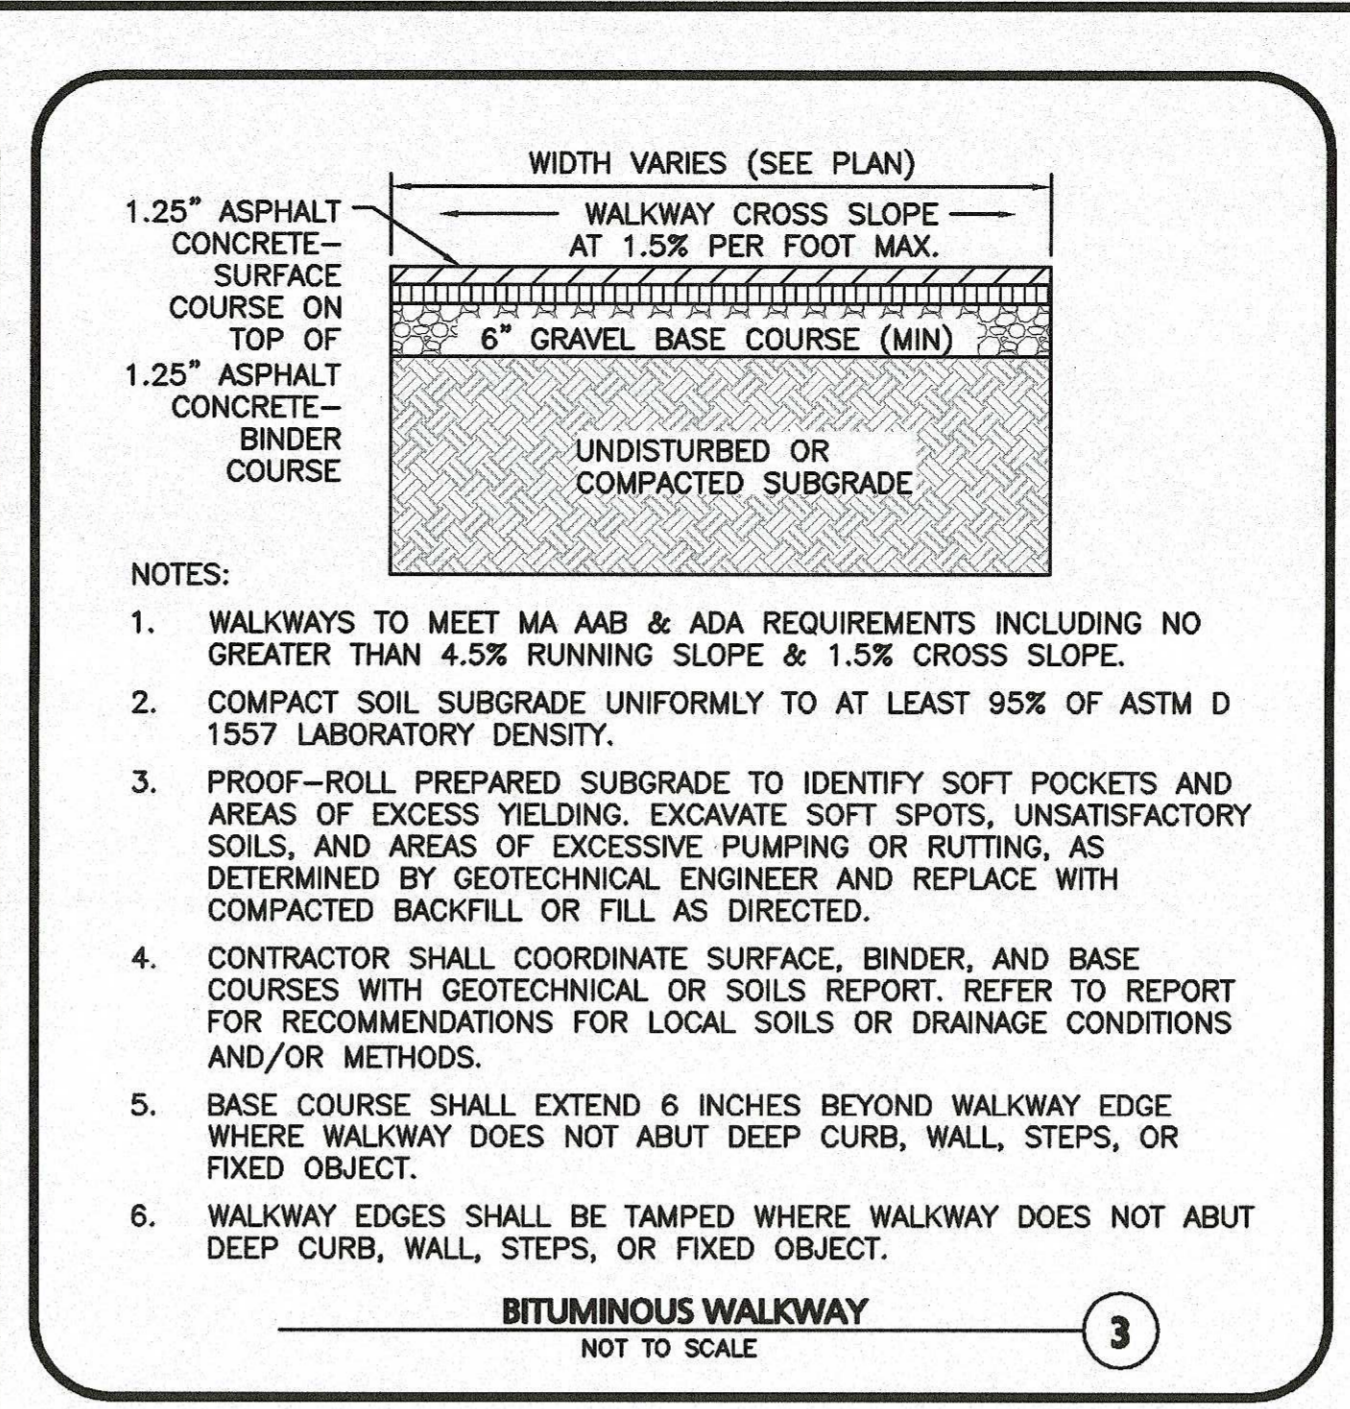 WIDTH VARIES (SEE PLAN)
WALKWAY CROSS SLOPE
AT 1.5% PER FOOT MAX.
1.25" ASPHALT
CONCRETE-
SURFACE
COURSE ON
TOP OF
1.25" ASPHALT
CONCRETE-
BINDER
COURSE
6" GRAVEL BASE COURSE (MIN)
UNDISTURBED OR
COMPACTED SUBGRADE
NOTES:
1. WALKWAYS TO MEET MA AAB & ADA REQUIREMENTS INCLUDING NO
GREATER THAN 4.5% RUNNING SLOPE & 1.5% CROSS SLOPE.
2. COMPACT SOIL SUBGRADE UNIFORMLY TO AT LEAST 95% OF ASTM D
1557 LABORATORY DENSITY.
3. PROOF-ROLL PREPARED SUBGRADE TO IDENTIFY SOFT POCKETS AND
AREAS OF EXCESS YIELDING. EXCAVATE SOFT SPOTS, UNSATISFACTORY
SOILS, AND AREAS OF EXCESSIVE PUMPING OR RUTTING, AS
DETERMINED BY GEOTECHNICAL ENGINEER AND REPLACE WITH
COMPACTED BACKFILL OR FILL AS DIRECTED.
4. CONTRACTOR SHALL COORDINATE SURFACE, BINDER, AND BASE
COURSES WITH GEOTECHNICAL OR SOILS REPORT. REFER TO REPORT
FOR RECOMMENDATIONS FOR LOCAL SOILS OR DRAINAGE CONDITIONS
AND/OR METHODS.
5. BASE COURSE SHALL EXTEND 6 INCHES BEYOND WALKWAY EDGE
WHERE WALKWAY DOES NOT ABUT DEEP CURB, WALL, STEPS, OR
FIXED OBJECT.
6. WALKWAY EDGES SHALL BE TAMPED WHERE WALKWAY DOES NOT ABUT
DEEP CURB, WALL, STEPS, OR FIXED OBJECT.
BITUMINOUS WALKWAY
NOT TO SCALE
3